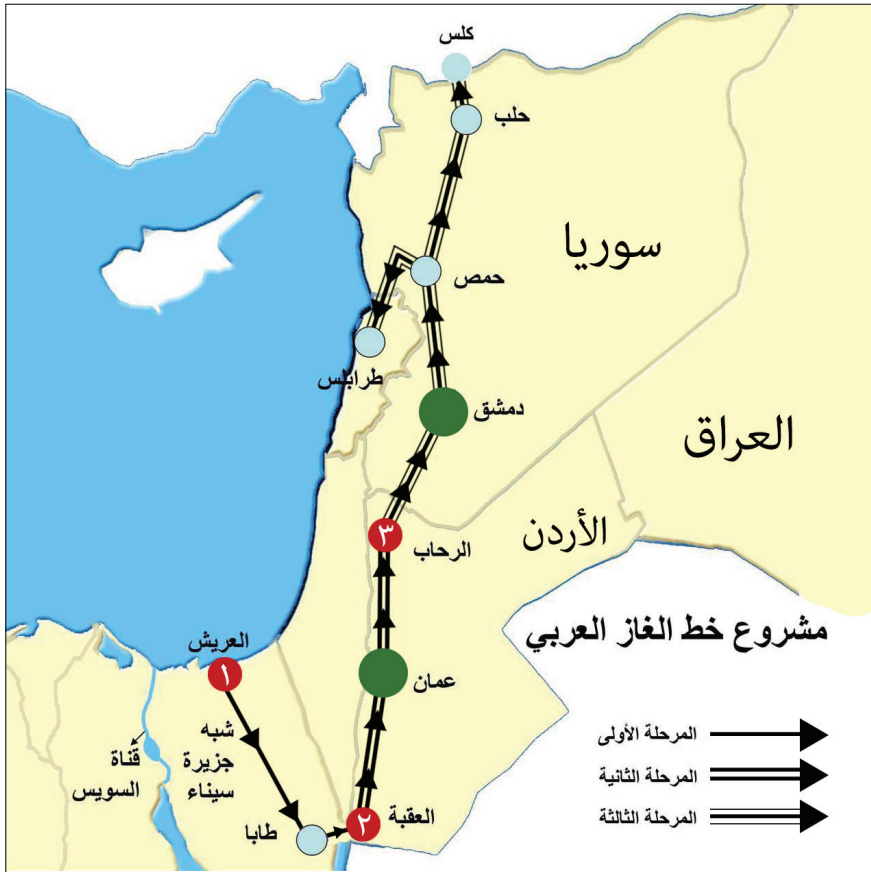 كلس
حلب
سوريا
حمص
طرابلس
دمشق
العراق
الأردن
٣
الرحاب
مشروع خط الغاز العربي
العريش
١
عمان
شبه
جزيرة
سيناء
قناة
السويس
المرحلة الأولى
المرحلة الثانية
المرحلة الثالثة
العقبة
٢
طابا